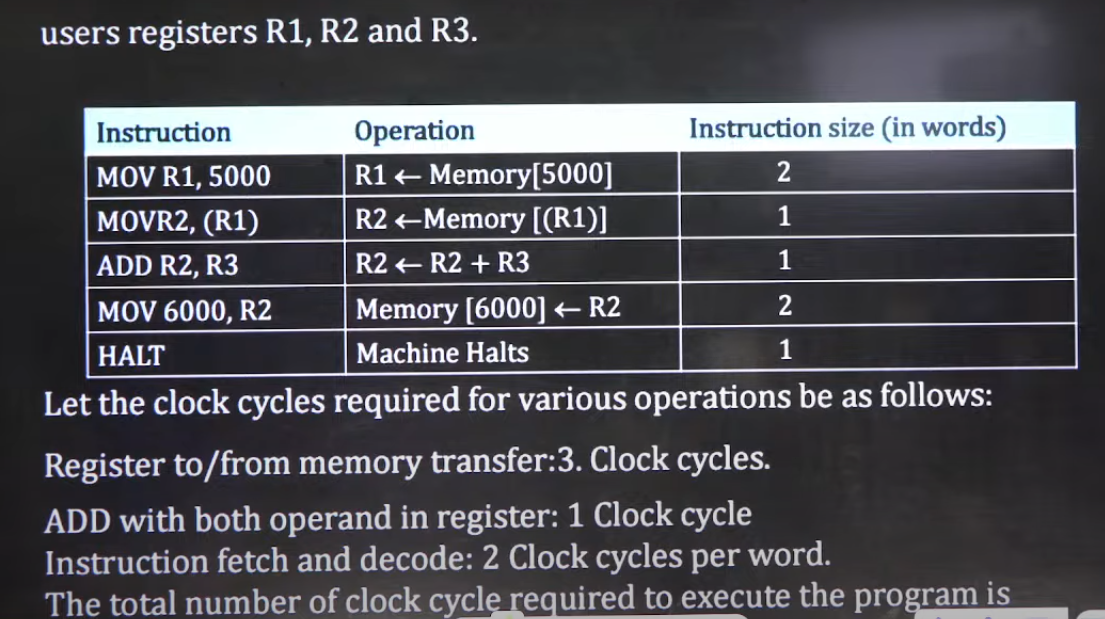 users registers R1, R2 and R3.
Instruction Operation Instruction size (in words)
MOV R1, 5000 R1 ← Memory[5000] 2
MOVR2, (R1) R2 ←Memory [(R1)] 1
ADD R2, R3 R2 ← R2 + R3 1
MOV 6000, R2 Memory [6000] ← R2 2
HALT Machine Halts 1
Let the clock cycles required for various operations be as follows:
Register to/from memory transfer:3. Clock cycles.
ADD with both operand in register: 1 Clock cycle
Instruction fetch and decode: 2 Clock cycles per word.
The total number of clock cycle required to execute the program is